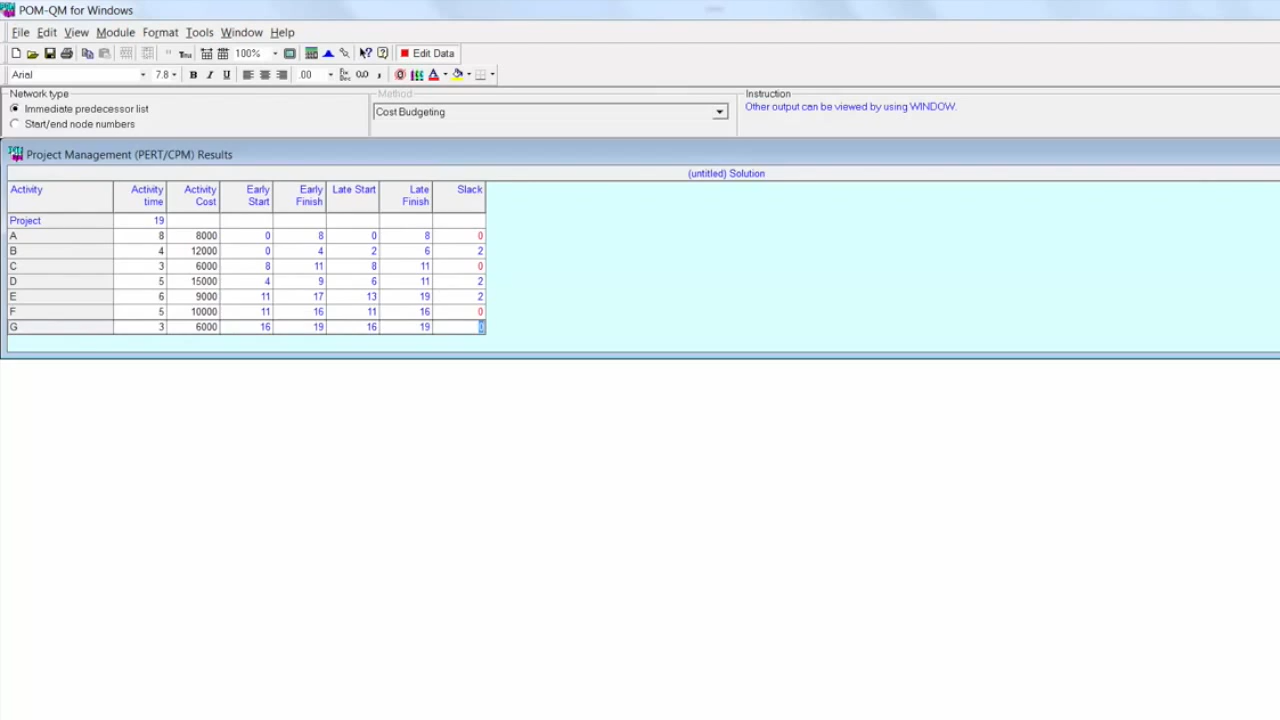 POM-QM for Windows
File Edit View Module Format Tools Window Help
100% Edit Data
Arial 7.8 B I U .00 0.0 ,
Network type Method Instruction
Immediate predecessor list Cost Budgeting Other output can be viewed by using WINDOW.
Start/end node numbers
Project Management (PERT/CPM) Results
(untitled) Solution
Activity Activity time Activity Cost Early Start Early Finish Late Start Late Finish Slack
Project 19
A 8 8000 0 8 0 8 0
B 4 12000 0 4 2 6 2
C 3 6000 8 11 8 11 0
D 5 15000 4 9 6 11 2
E 6 9000 11 17 13 19 2
F 5 10000 11 16 11 16 0
G 3 6000 16 19 16 19 0